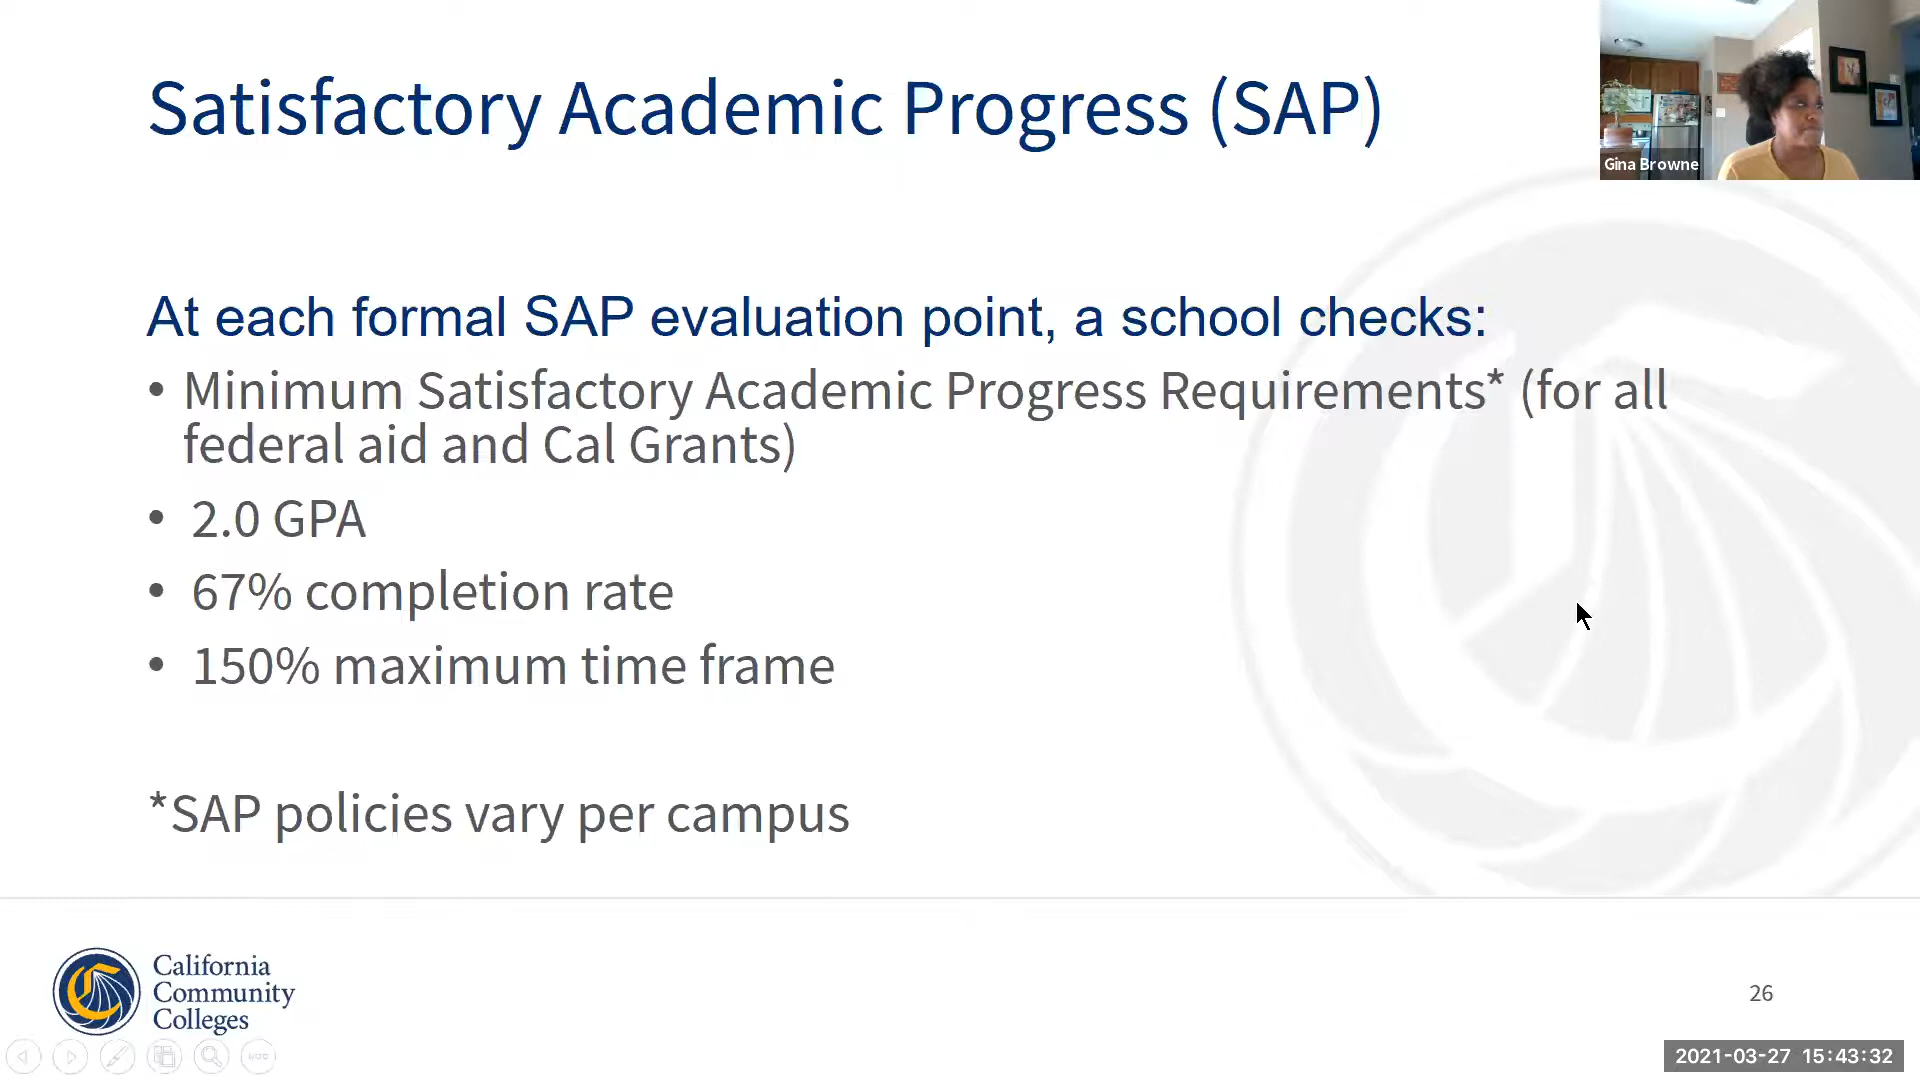 Satisfactory Academic Progress (SAP)
Gina Browne
At each formal SAP evaluation point, a school checks:
• Minimum Satisfactory Academic Progress Requirements* (for all
federal aid and Cal Grants)
• 2.0 GPA
• 67% completion rate
• 150% maximum time frame
*SAP policies vary per campus
California
Community
Colleges
26
2021-03-27 15:43:32